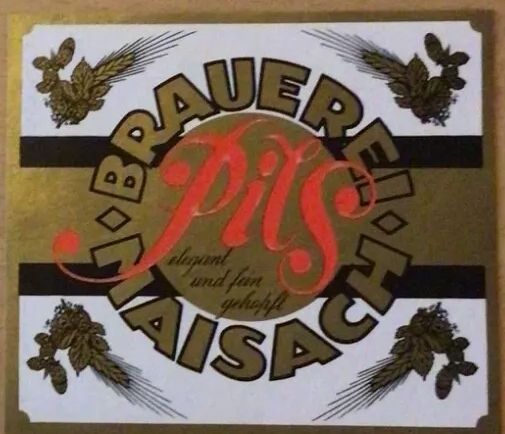 BRAUEREI
Pils
elegant
und fein
gehopft
MAISACH